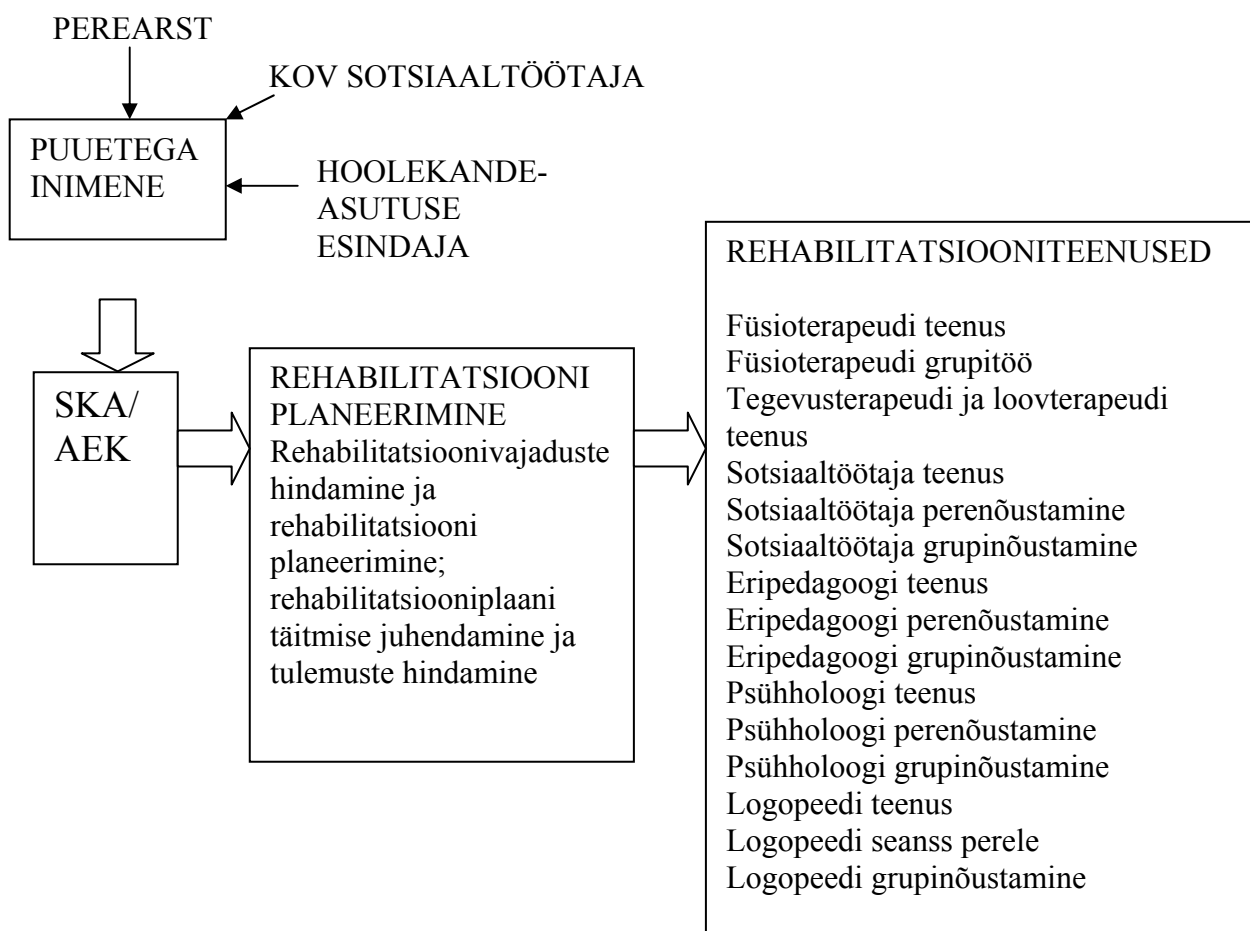 PEREARST
KOV SOTSIAALTÖÖTAJA
PUUETEGA
INIMENE
HOOLEKANDE-
ASUTUSE
ESINDAJA
SKA/
AEK
REHABILITATSIOONI
PLANEERIMINE
Rehabilitatsioonivajaduste
hindamine ja
rehabilitatsiooni
planeerimine;
rehabilitatsiooniplaani
täitmise juhendamine ja
tulemuste hindamine
REHABILITATSIOONITEENUSED
Füsioterapeudi teenus
Füsioterapeudi grupitöö
Tegevusterapeudi ja loovterapeudi
teenus
Sotsiaaltöötaja teenus
Sotsiaaltöötaja perenõustamine
Sotsiaaltöötaja grupinõustamine
Eripedagoogi teenus
Eripedagoogi perenõustamine
Eripedagoogi grupinõustamine
Psühholoogi teenus
Psühholoogi perenõustamine
Psühholoogi grupinõustamine
Logopeedi teenus
Logopeedi seanss perele
Logopeedi grupinõustamine